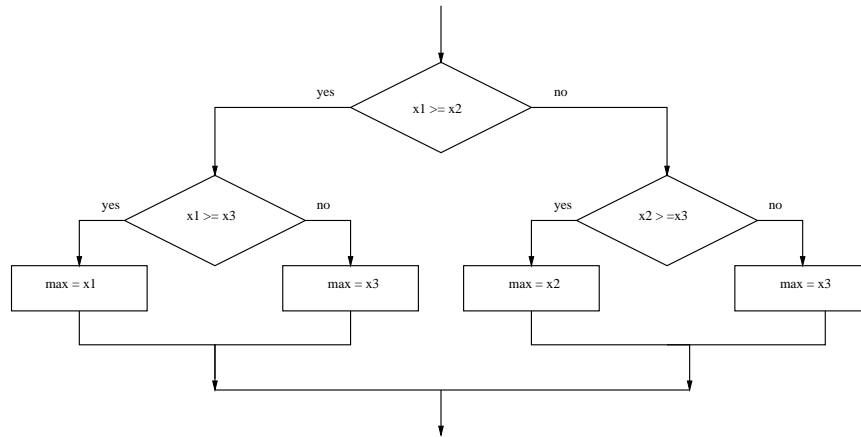 yes
no
x1 >= x2
yes
no
yes
no
x1 >= x3
x2 > =x3
max = x1
max = x3
max = x2
max = x3